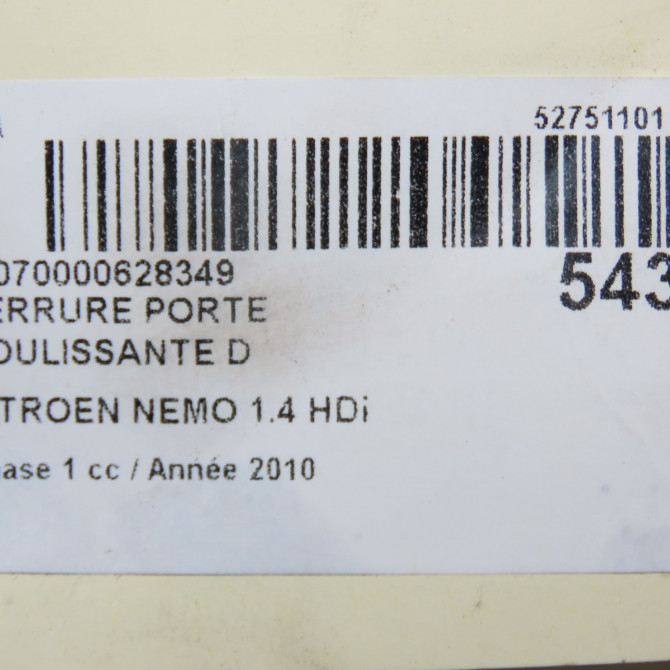 52751101
070000628349
543
ERRURE PORTE
OULISSANTE D
TROEN NEMO 1.4 HDi
ase 1 cc / Année 2010